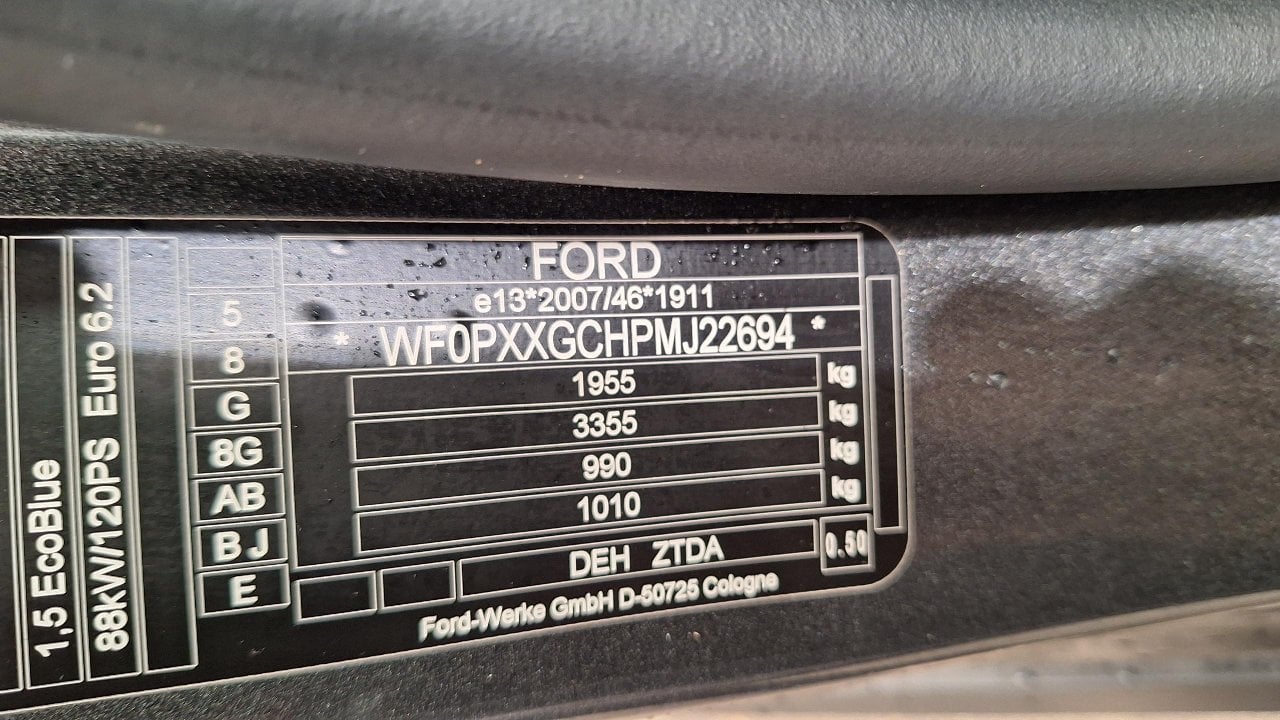 FORD
e13*2007/46*1911
* WF0PXXGCHPMJ22694 *
1955 kg
3355 kg
990 kg
1010 kg
DEH ZTDA 0.50
Ford-Werke GmbH D-50725 Cologne
5
8
G
8G
AB
BJ
E
88kW/120PS Euro 6.2
1,5 EcoBlue